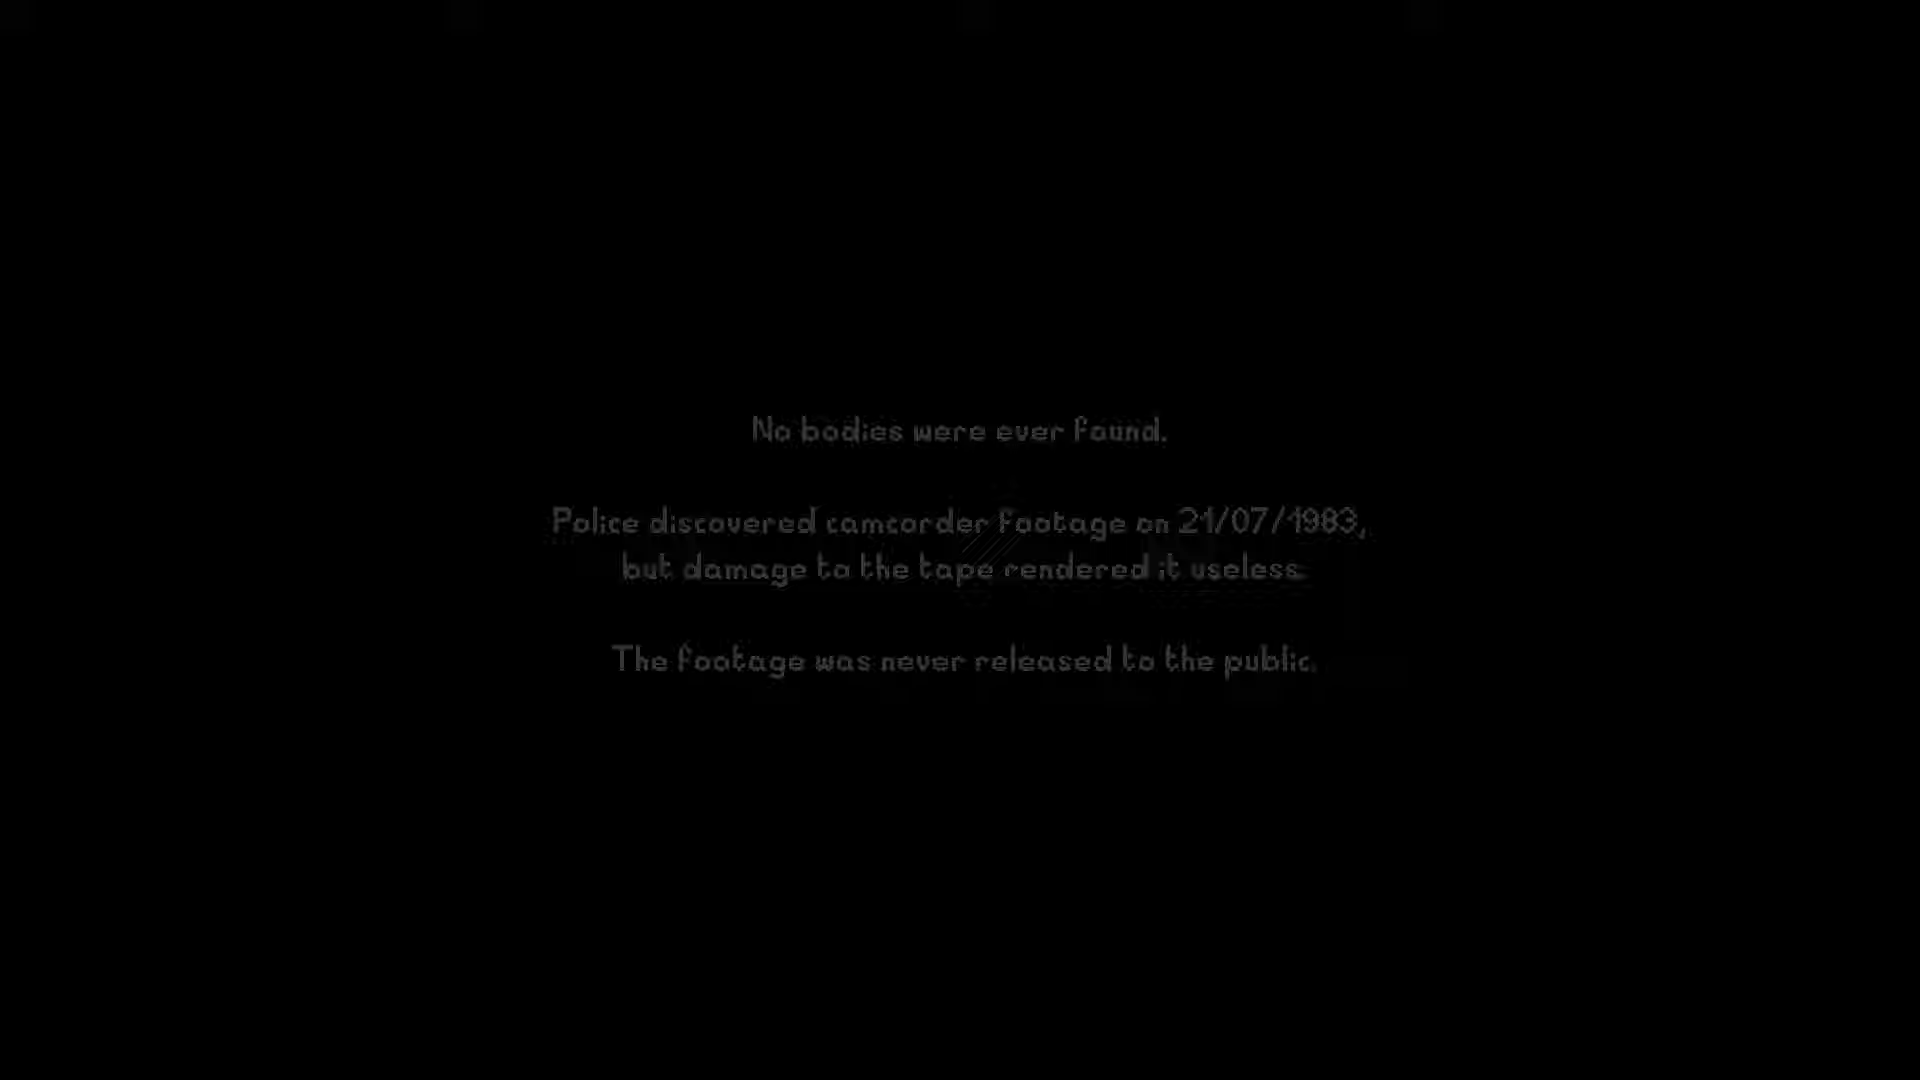 No bodies were ever found.
Police discovered camcorder footage on 21/07/1983,
but damage to the tape rendered it useless.
The footage was never released to the public.